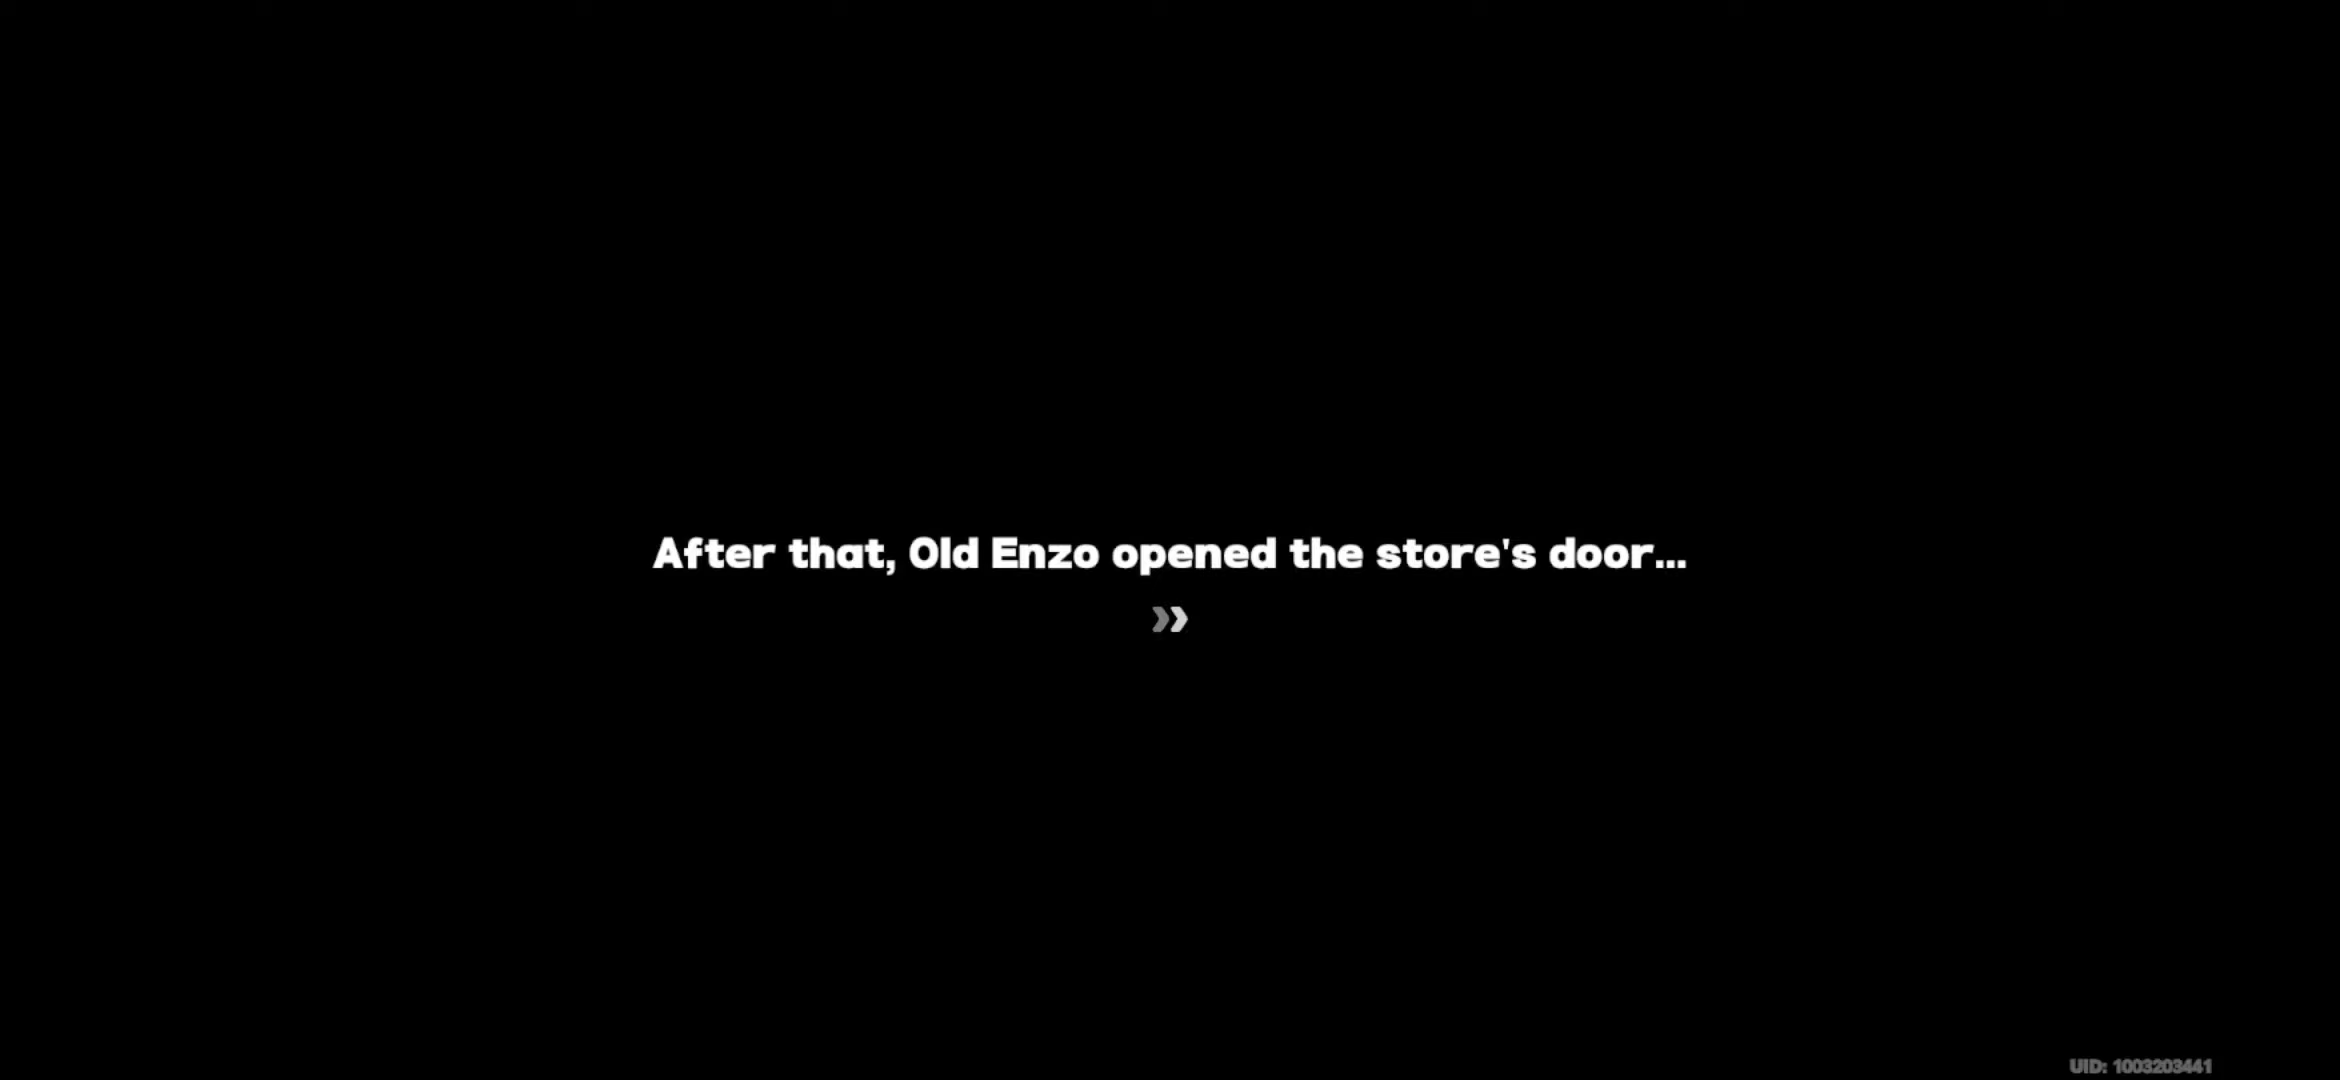 After that, Old Enzo opened the store's door...
UID: 1003203441